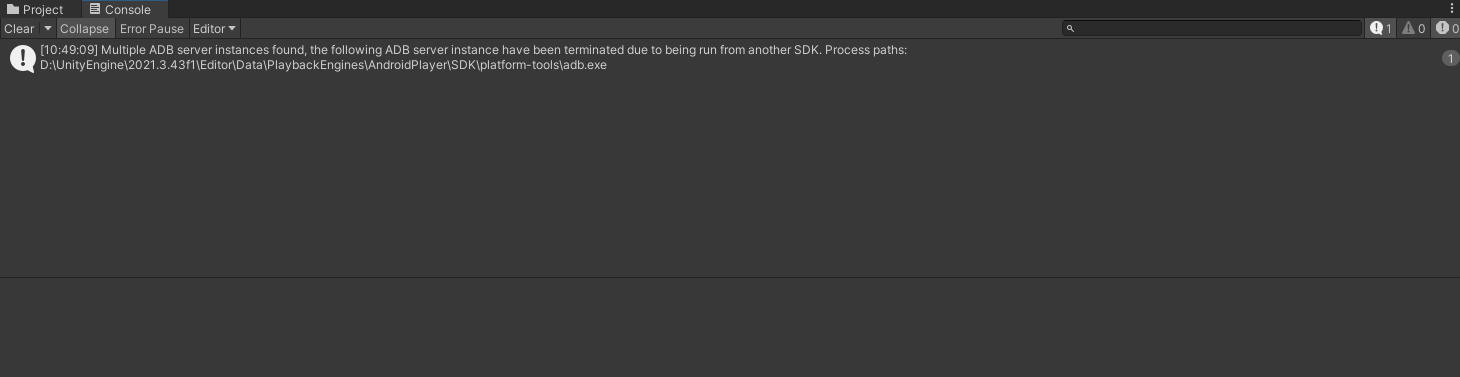 Project Console
Clear Collapse Error Pause Editor 1 0 0
[10:49:09] Multiple ADB server instances found, the following ADB server instance have been terminated due to being run from another SDK. Process paths:
D:\UnityEngine\2021.3.43f1\Editor\Data\PlaybackEngines\AndroidPlayer\SDK\platform-tools\adb.exe
1